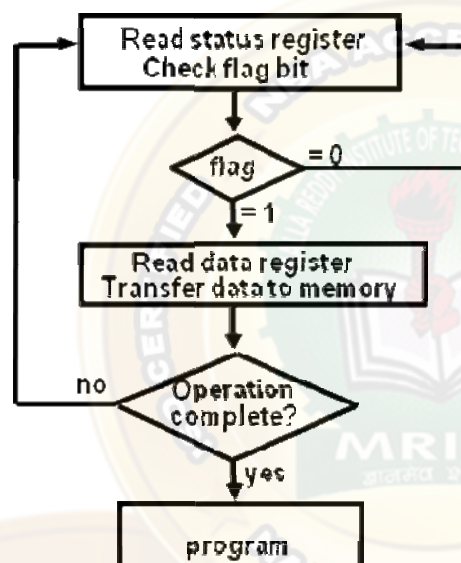 Read status register
Check flag bit
flag
= 0
= 1
Read data register
Transfer data to memory
no
Operation
complete?
yes
program
MRI